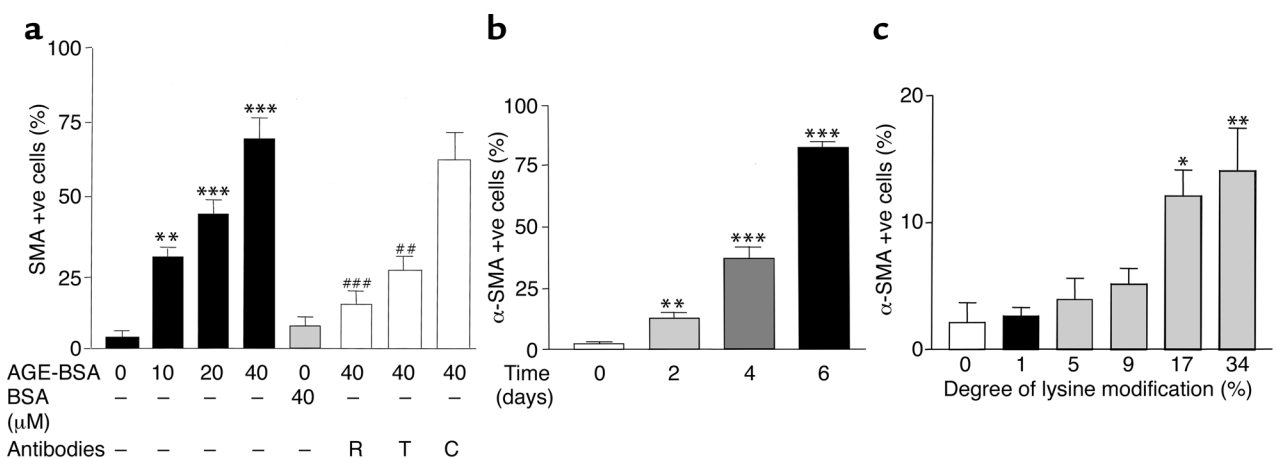 a
SMA +ve cells (%)
100
75
50
25
0
** *** *** ### ##
AGE-BSA 0 10 20 40 0 40 40 40
BSA – – – – 40 – – –
(μM)
Antibodies – – – – – R T C
b
α-SMA +ve cells (%)
100
75
50
25
0
** *** ***
Time 0 2 4 6
(days)
c
α-SMA +ve cells (%)
20
10
0
* **
0 1 5 9 17 34
Degree of lysine modification (%)